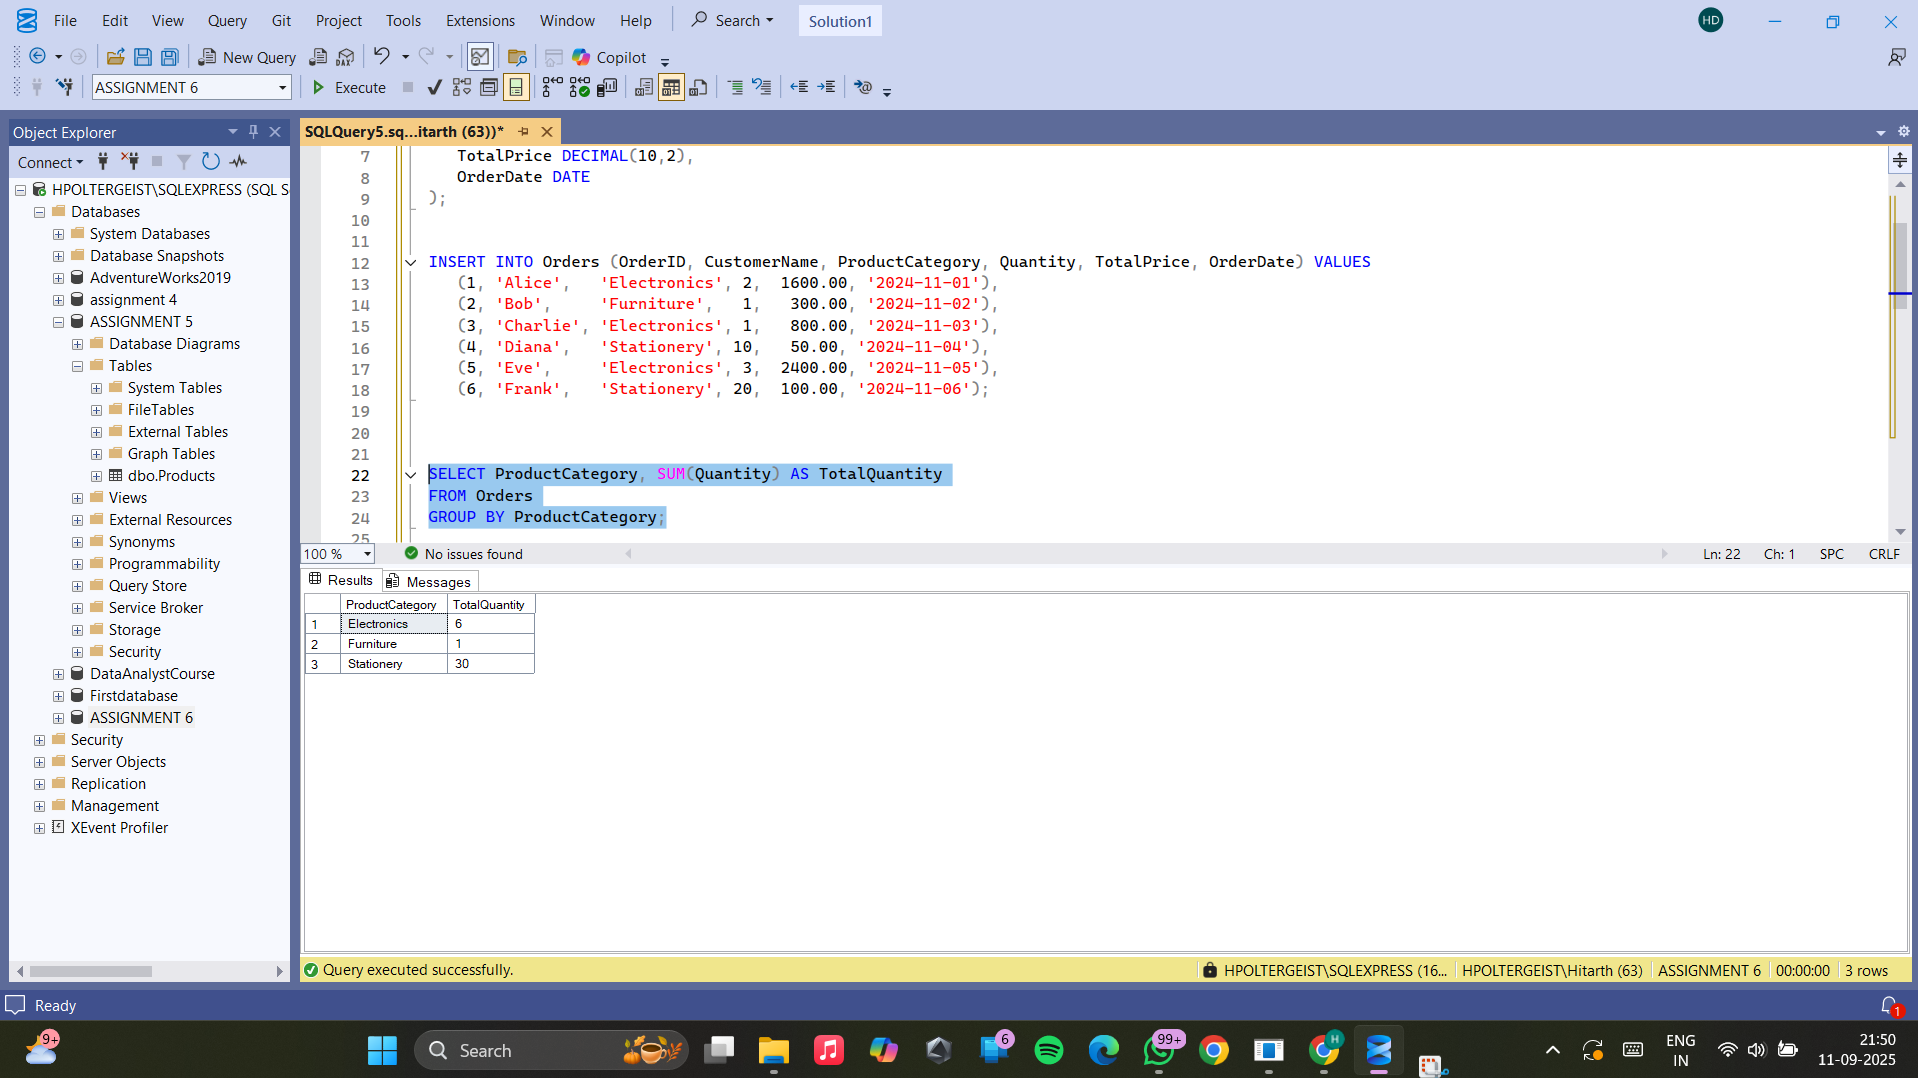 File Edit View Query Git Project Tools Extensions Window Help Search Solution1 HD
New Query DAX Copilot
ASSIGNMENT 6 Execute
Object Explorer
Connect
HPOLTERGEIST\SQLEXPRESS (SQL S
Databases
System Databases
Database Snapshots
AdventureWorks2019
assignment 4
ASSIGNMENT 5
Database Diagrams
Tables
System Tables
FileTables
External Tables
Graph Tables
dbo.Products
Views
External Resources
Synonyms
Programmability
Query Store
Service Broker
Storage
Security
DataAnalystCourse
Firstdatabase
ASSIGNMENT 6
Security
Server Objects
Replication
Management
XEvent Profiler
SQLQuery5.sq...itarth (63))*
7 TotalPrice DECIMAL(10,2),
8 OrderDate DATE
9 );
10
11
12 INSERT INTO Orders (OrderID, CustomerName, ProductCategory, Quantity, TotalPrice, OrderDate) VALUES
13 (1, 'Alice', 'Electronics', 2, 1600.00, '2024-11-01'),
14 (2, 'Bob', 'Furniture', 1, 300.00, '2024-11-02'),
15 (3, 'Charlie', 'Electronics', 1, 800.00, '2024-11-03'),
16 (4, 'Diana', 'Stationery', 10, 50.00, '2024-11-04'),
17 (5, 'Eve', 'Electronics', 3, 2400.00, '2024-11-05'),
18 (6, 'Frank', 'Stationery', 20, 100.00, '2024-11-06');
19
20
21
22 SELECT ProductCategory, SUM(Quantity) AS TotalQuantity
23 FROM Orders
24 GROUP BY ProductCategory;
25
100 % No issues found Ln: 22 Ch: 1 SPC CRLF
Results Messages
ProductCategory TotalQuantity
1 Electronics 6
2 Furniture 1
3 Stationery 30
Query executed successfully. HPOLTERGEIST\SQLEXPRESS (16... HPOLTERGEIST\Hitarth (63) ASSIGNMENT 6 00:00:00 3 rows
Ready 1
9+ Search 6 99+ H ENG IN 21:50
11-09-2025